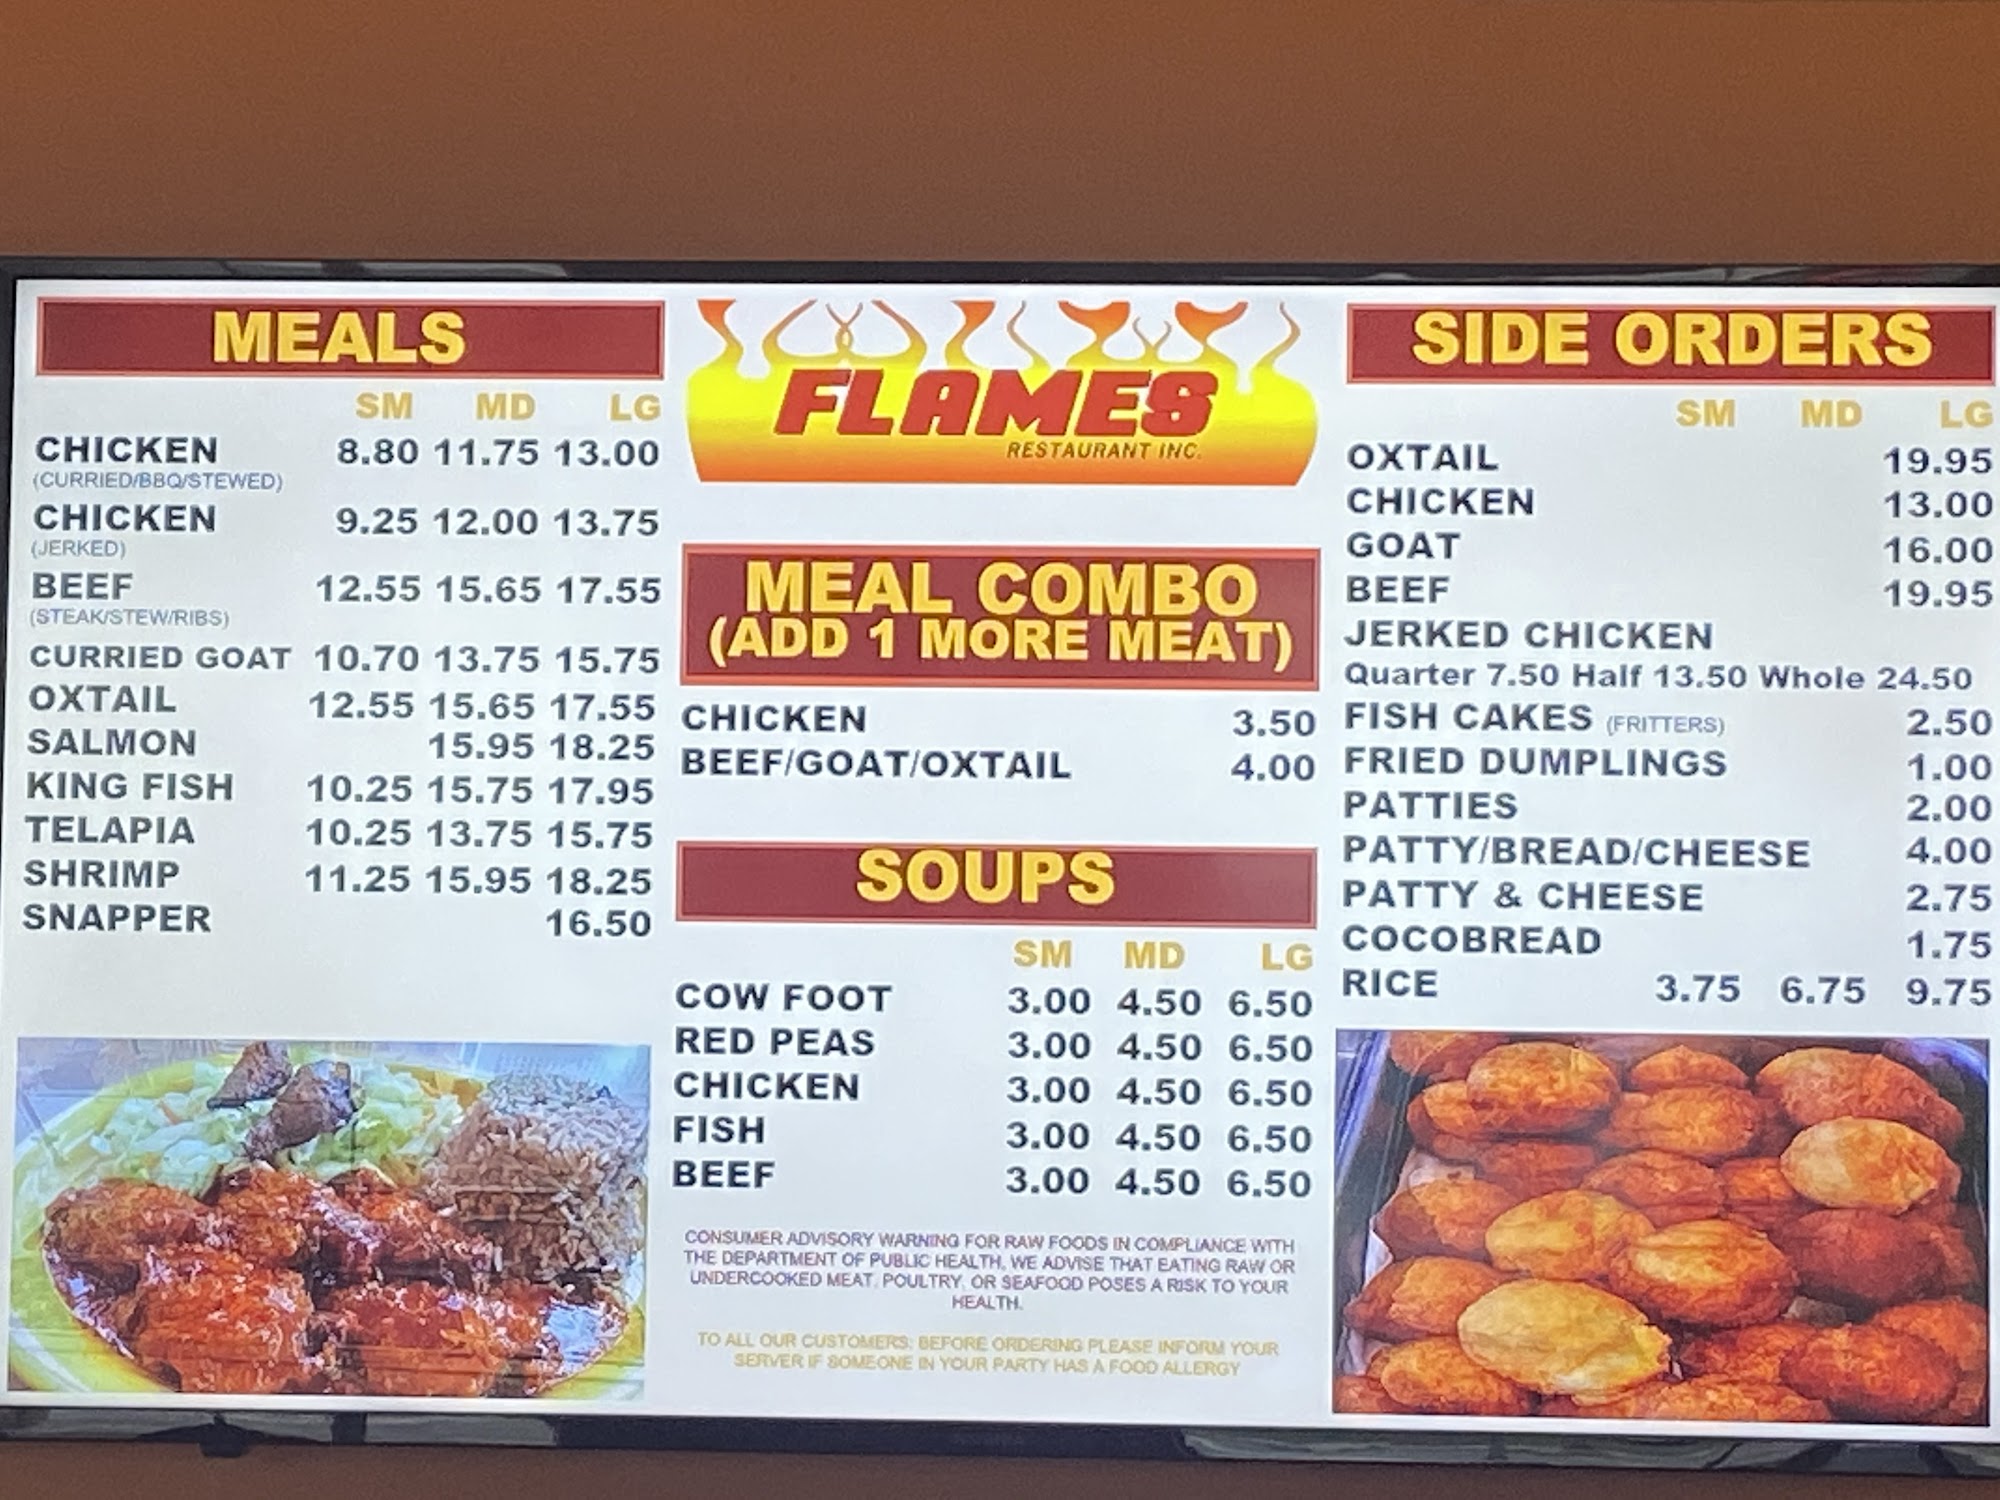 MEALS
SM MD LG
CHICKEN 8.80 11.75 13.00
(CURRIED/BBQ/STEWED)
CHICKEN 9.25 12.00 13.75
(JERKED)
BEEF 12.55 15.65 17.55
(STEAK/STEW/RIBS)
CURRIED GOAT 10.70 13.75 15.75
OXTAIL 12.55 15.65 17.55
SALMON 15.95 18.25
KING FISH 10.25 15.75 17.95
TELAPIA 10.25 13.75 15.75
SHRIMP 11.25 15.95 18.25
SNAPPER 16.50
FLAMES
RESTAURANT INC.
MEAL COMBO
(ADD 1 MORE MEAT)
CHICKEN 3.50
BEEF/GOAT/OXTAIL 4.00
SOUPS
SM MD LG
COW FOOT 3.00 4.50 6.50
RED PEAS 3.00 4.50 6.50
CHICKEN 3.00 4.50 6.50
FISH 3.00 4.50 6.50
BEEF 3.00 4.50 6.50
CONSUMER ADVISORY WARNING FOR RAW FOODS IN COMPLIANCE WITH
THE DEPARTMENT OF PUBLIC HEALTH, WE ADVISE THAT EATING RAW OR
UNDERCOOKED MEAT, POULTRY, OR SEAFOOD POSES A RISK TO YOUR
HEALTH.
TO ALL OUR CUSTOMERS, BEFORE ORDERING PLEASE INFORM YOUR
SERVER IF SOMEONE IN YOUR PARTY HAS A FOOD ALLERGY
SIDE ORDERS
SM MD LG
OXTAIL 19.95
CHICKEN 13.00
GOAT 16.00
BEEF 19.95
JERKED CHICKEN
Quarter 7.50 Half 13.50 Whole 24.50
FISH CAKES (FRITTERS) 2.50
FRIED DUMPLINGS 1.00
PATTIES 2.00
PATTY/BREAD/CHEESE 4.00
PATTY & CHEESE 2.75
COCOBREAD 1.75
RICE 3.75 6.75 9.75